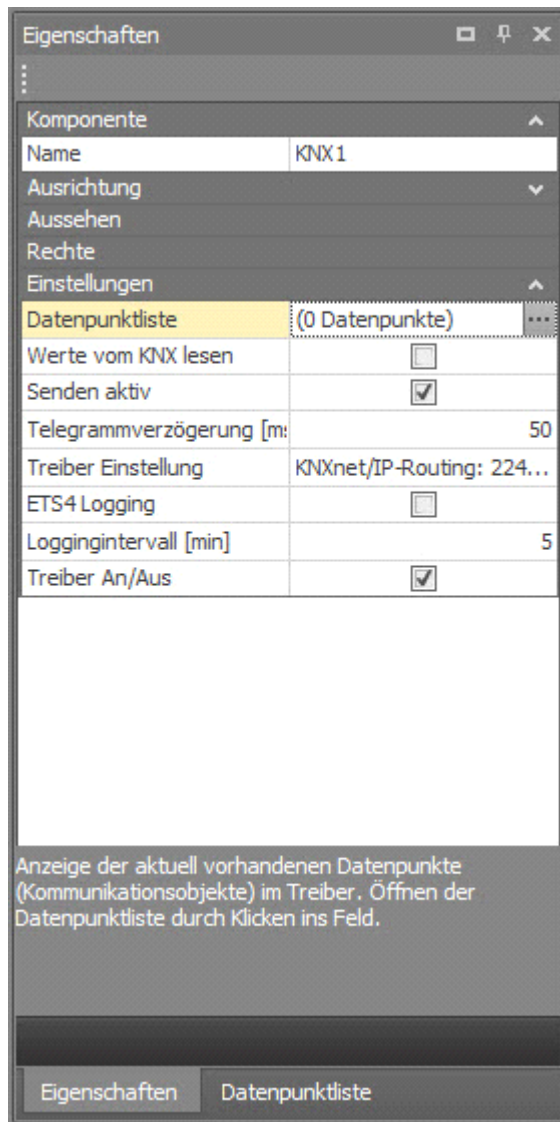 Eigenschaften
Komponente
Name KNX1
Ausrichtung
Aussehen
Rechte
Einstellungen
Datenpunktliste (0 Datenpunkte) ...
Werte vom KNX lesen
Senden aktiv
Telegrammverzögerung [m 50
Treiber Einstellung KNXnet/IP-Routing: 224...
ETS4 Logging
Loggingintervall [min] 5
Treiber An/Aus
Anzeige der aktuell vorhandenen Datenpunkte
(Kommunikationsobjekte) im Treiber. Öffnen der
Datenpunktliste durch Klicken ins Feld.
Eigenschaften Datenpunktliste